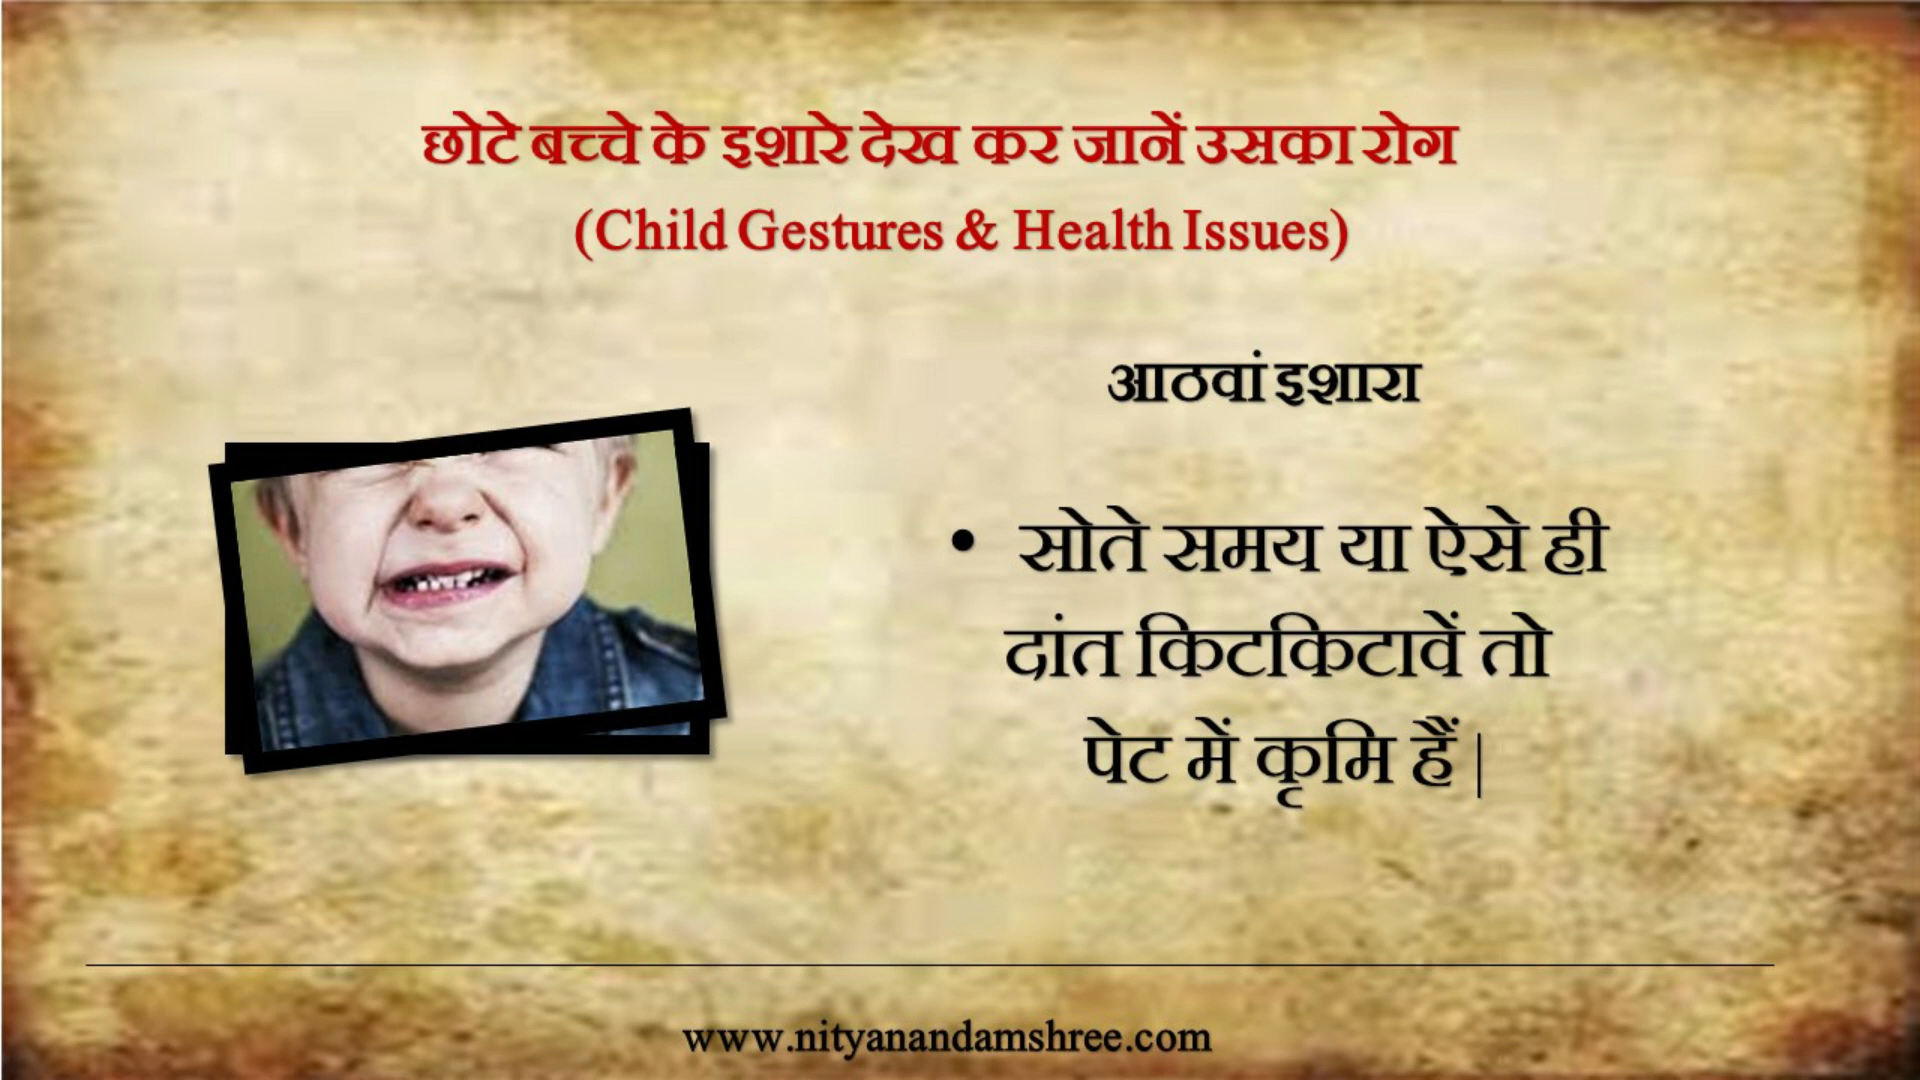 छोटे बच्चे के इशारे देख कर जानें उसका रोग
(Child Gestures & Health Issues)
आठवां इशारा
• सोते समय या ऐसे ही
दांत किटकिटावें तो
पेट में कृमि हैं |
www.nityanandamshree.com